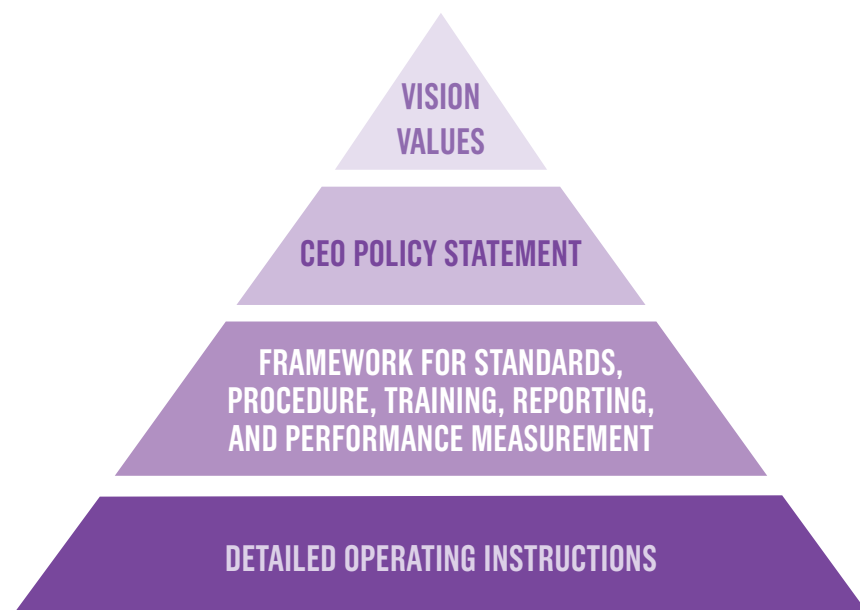 VISION
VALUES
CEO POLICY STATEMENT
FRAMEWORK FOR STANDARDS,
PROCEDURE, TRAINING, REPORTING,
AND PERFORMANCE MEASUREMENT
DETAILED OPERATING INSTRUCTIONS